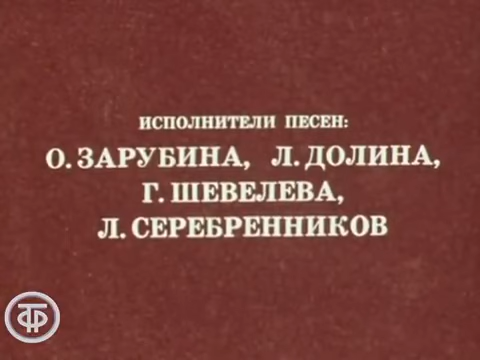 ИСПОЛНИТЕЛИ ПЕСЕН:
О. ЗАРУБИНА, Л. ДОЛИНА,
Г. ШЕВЕЛЕВА,
Л. СЕРЕБРЕННИКОВ